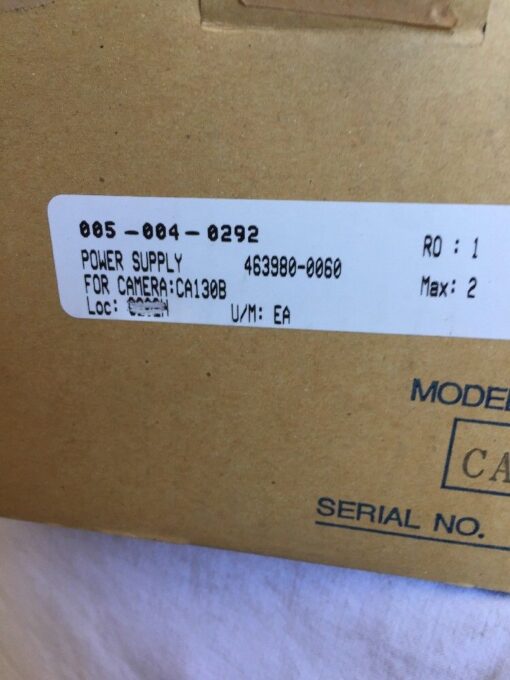 005-004-0292
RO : 1
POWER SUPPLY 463980-0060
FOR CAMERA:CA130B
Max: 2
Loc: U/M: EA
MODEL
CA
SERIAL NO.